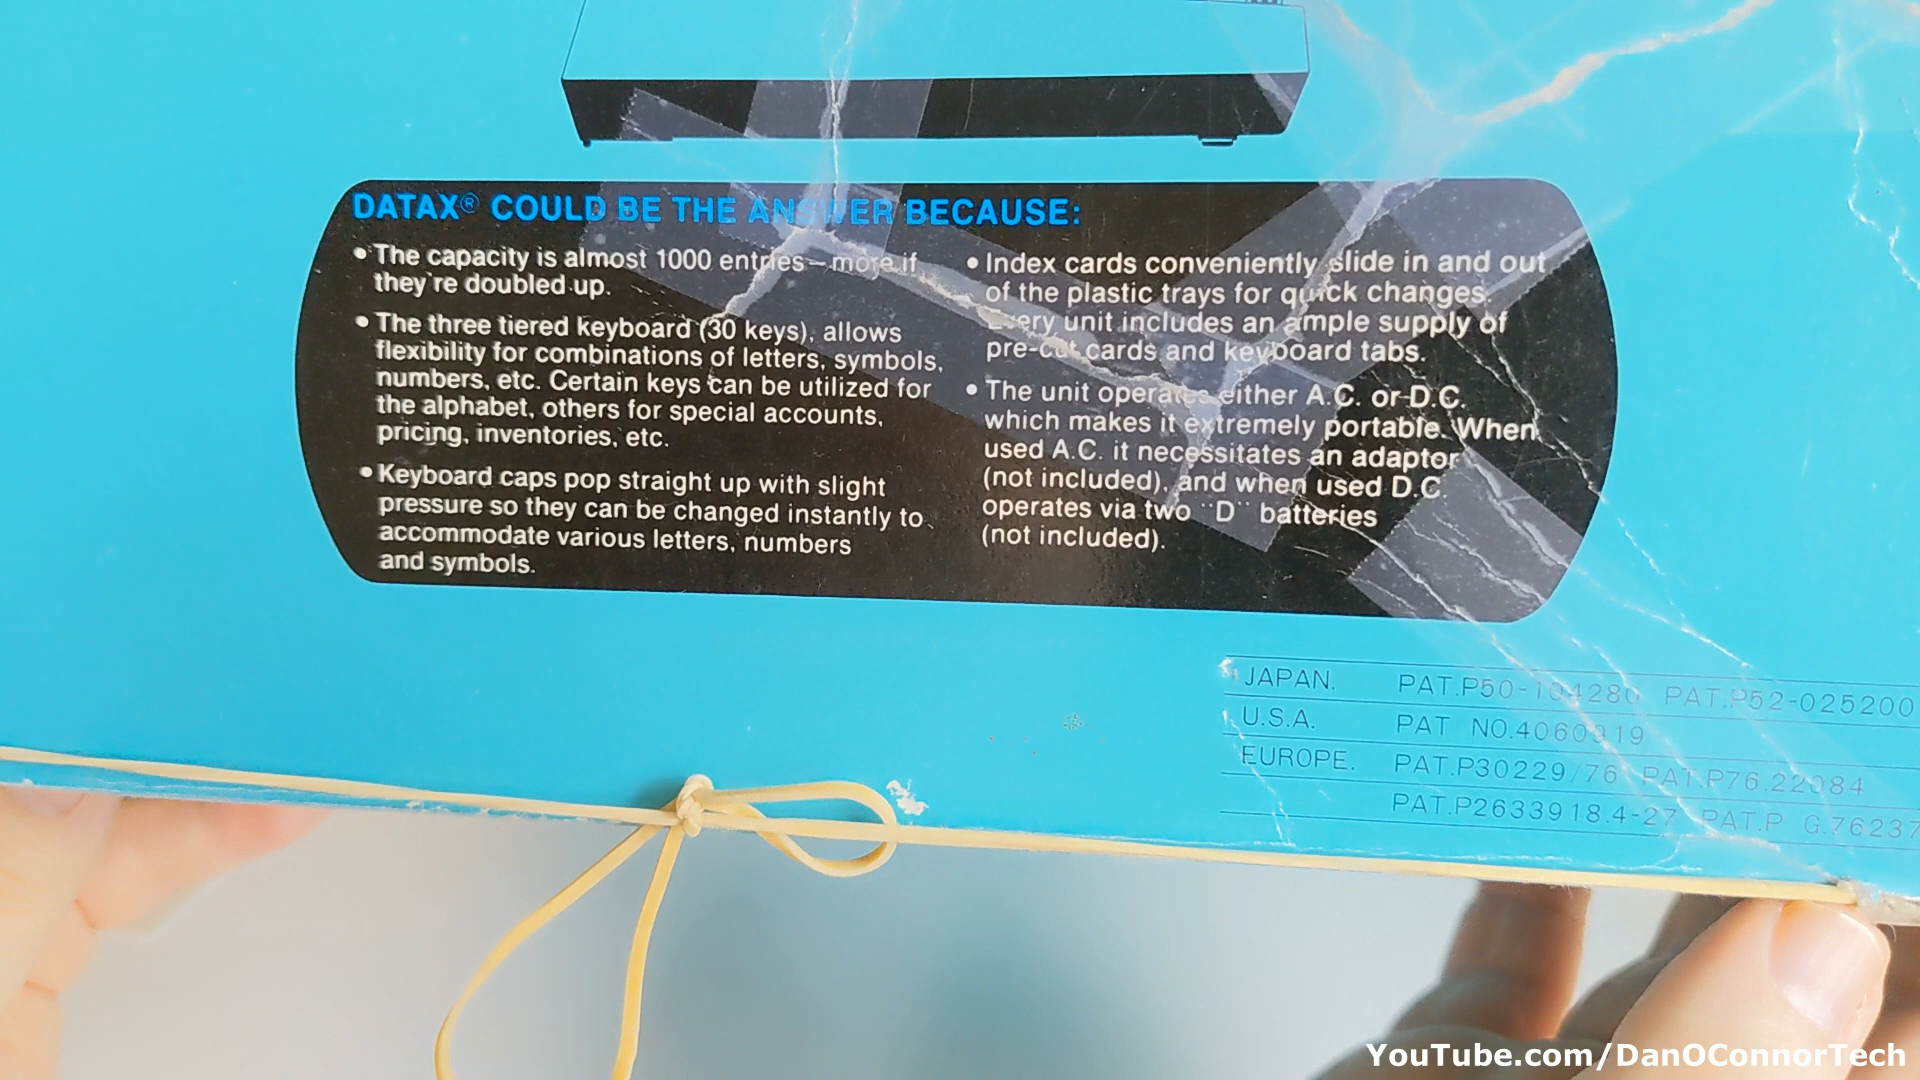 DATAX® COULD BE THE ANSWER BECAUSE:
• The capacity is almost 1000 entries—more if
they're doubled up.
• The three tiered keyboard (30 keys), allows
flexibility for combinations of letters, symbols,
numbers, etc. Certain keys can be utilized for
the alphabet, others for special accounts,
pricing, inventories, etc.
• Keyboard caps pop straight up with slight
pressure so they can be changed instantly to
accommodate various letters, numbers
and symbols.
• Index cards conveniently slide in and out
of the plastic trays for quick changes.
Every unit includes an ample supply of
pre-cut cards and keyboard tabs.
• The unit operates either A.C. or D.C.
which makes it extremely portable. When
used A.C. it necessitates an adaptor
(not included), and when used D.C.
operates via two "D" batteries
(not included).
JAPAN. PAT.P50-104280 PAT.P52-025200
U.S.A. PAT NO.4060919
EUROPE. PAT.P30229/76 PAT.P76.22084
PAT.P2633918.4-27 PAT.P G.76237
YouTube.com/DanOConnorTech